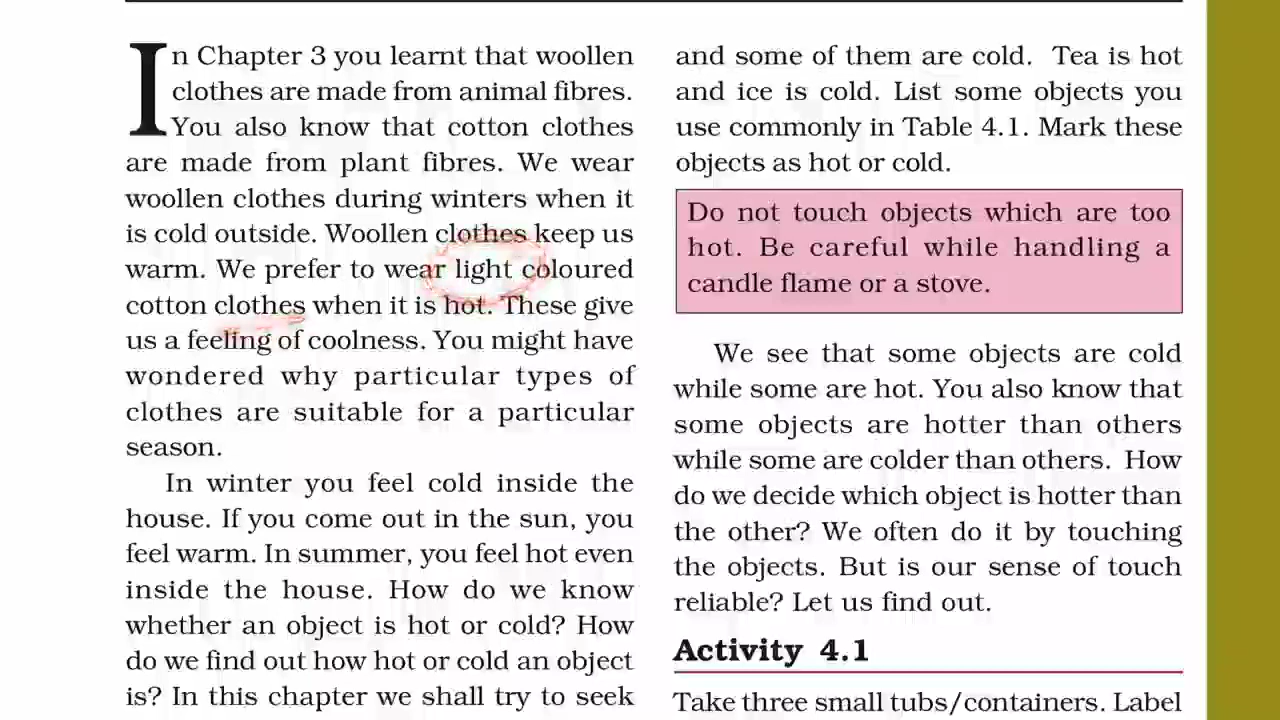 In Chapter 3 you learnt that woollen
clothes are made from animal fibres.
You also know that cotton clothes
are made from plant fibres. We wear
woollen clothes during winters when it
is cold outside. Woollen clothes keep us
warm. We prefer to wear light coloured
cotton clothes when it is hot. These give
us a feeling of coolness. You might have
wondered why particular types of
clothes are suitable for a particular
season.
In winter you feel cold inside the
house. If you come out in the sun, you
feel warm. In summer, you feel hot even
inside the house. How do we know
whether an object is hot or cold? How
do we find out how hot or cold an object
is? In this chapter we shall try to seek
and some of them are cold. Tea is hot
and ice is cold. List some objects you
use commonly in Table 4.1. Mark these
objects as hot or cold.
Do not touch objects which are too
hot. Be careful while handling a
candle flame or a stove.
We see that some objects are cold
while some are hot. You also know that
some objects are hotter than others
while some are colder than others. How
do we decide which object is hotter than
the other? We often do it by touching
the objects. But is our sense of touch
reliable? Let us find out.
Activity 4.1
Take three small tubs/containers. Label